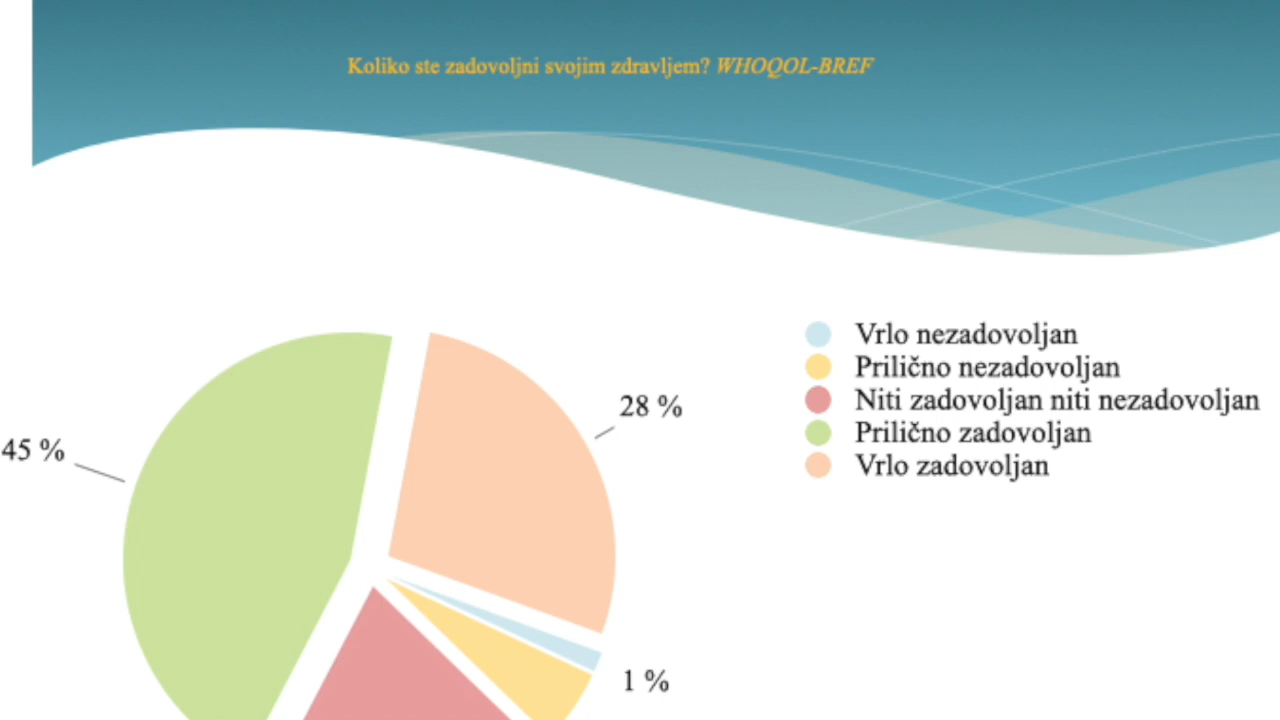 Koliko ste zadovoljni svojim zdravljem? WHOQOL-BREF
Vrlo nezadovoljan
Prilično nezadovoljan
Niti zadovoljan niti nezadovoljan
Prilično zadovoljan
Vrlo zadovoljan
28 %
45 %
1 %